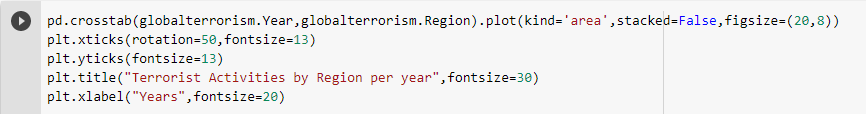 pd.crosstab(globalterrorism.Year,globalterrorism.Region).plot(kind='area',stacked=False,figsize=(20,8))
plt.xticks(rotation=50,fontsize=13)
plt.yticks(fontsize=13)
plt.title("Terrorist Activities by Region per year",fontsize=30)
plt.xlabel("Years",fontsize=20)